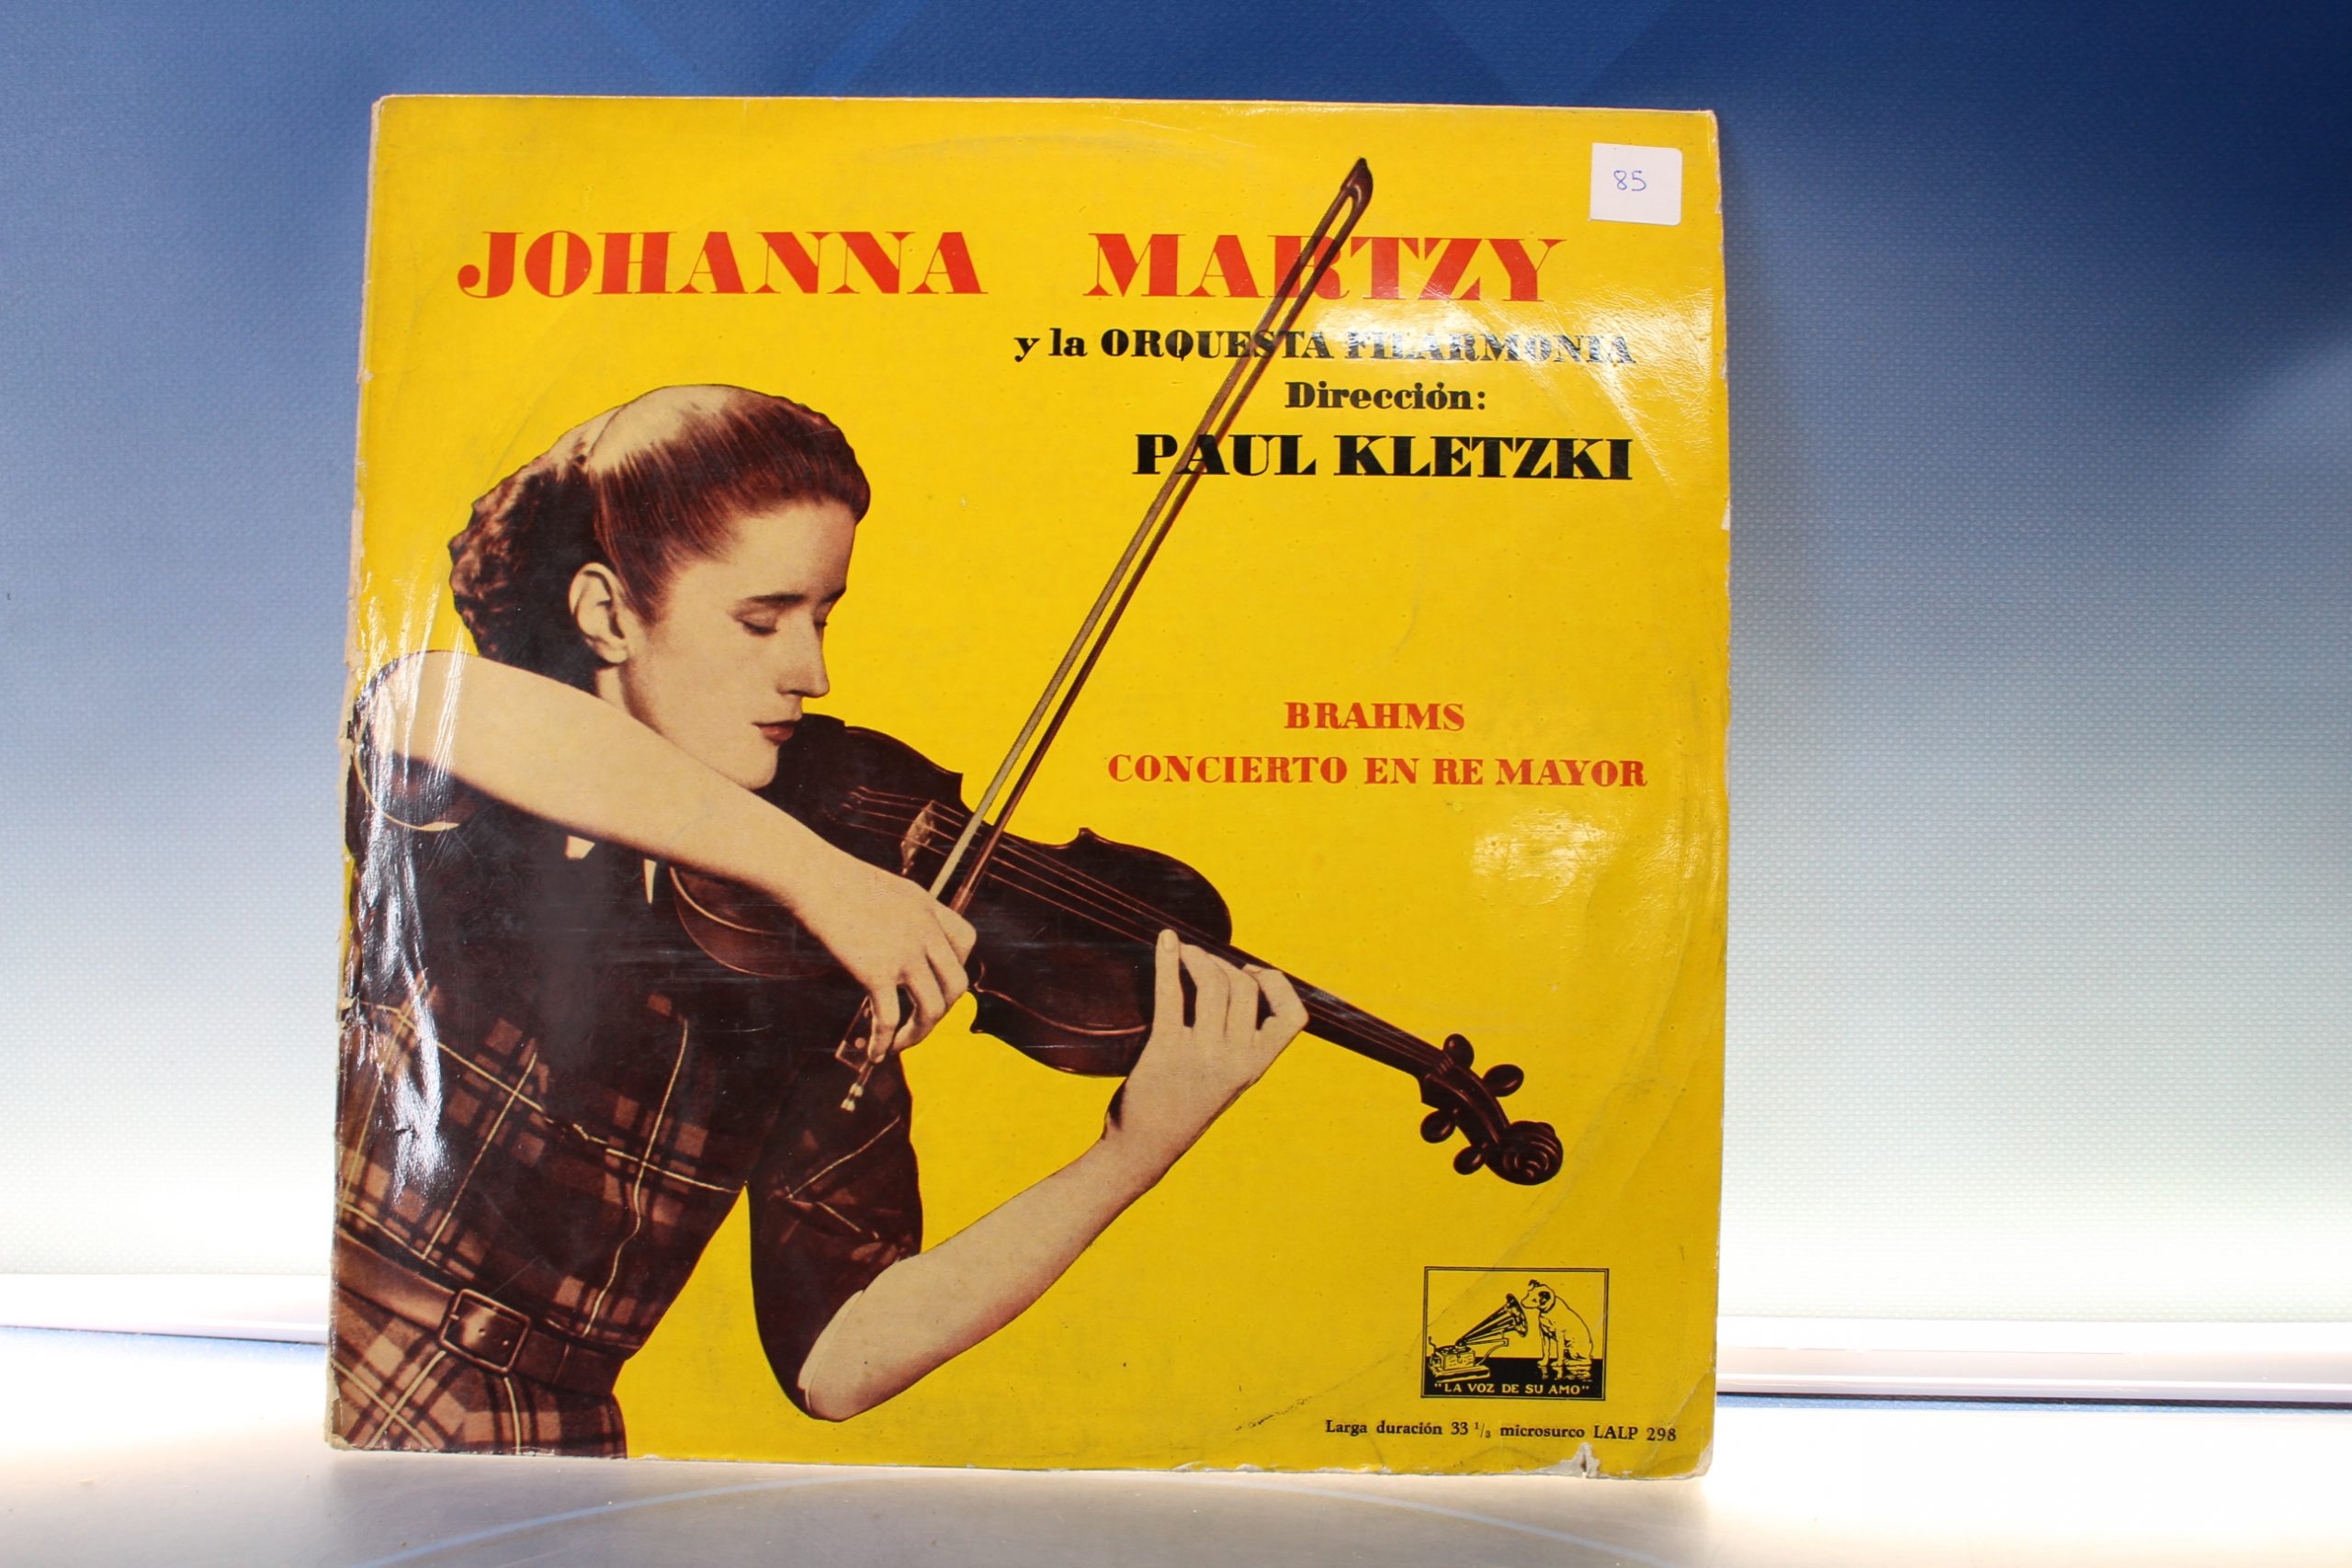 85
JOHANNA MARTZY
y la ORQUESTA FILARMONIA
Dirección:
PAUL KLETZKI
BRAHMS
CONCIERTO EN RE MAYOR
"LA VOZ DE SU AMO"
Larga duración 33 1/3 microsurco LALP 298